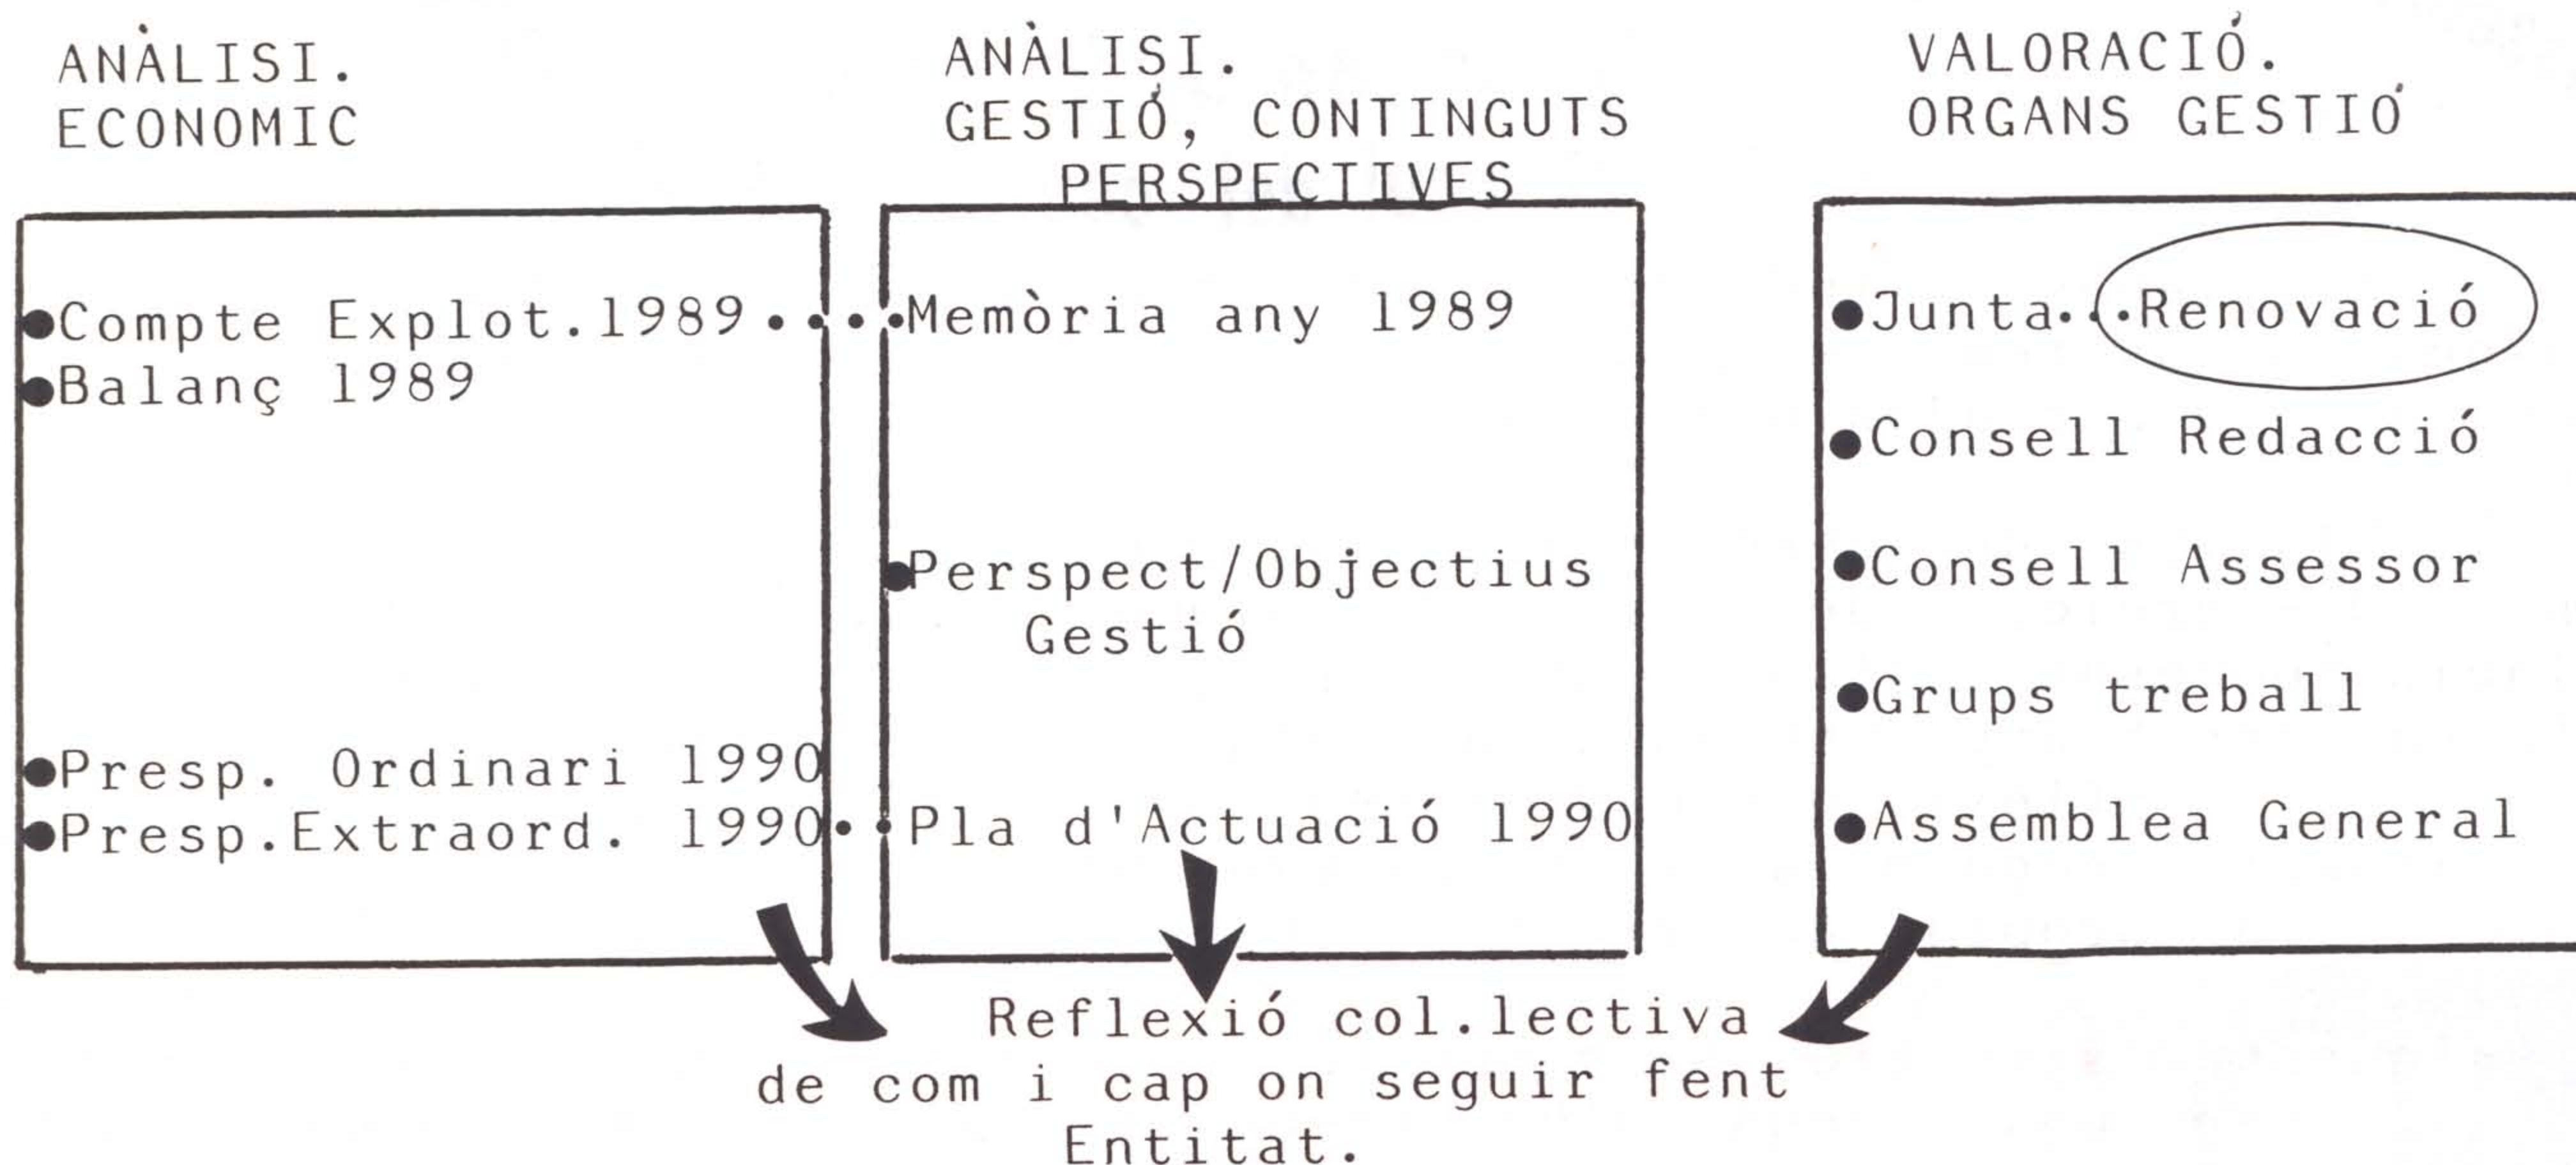 ANÀLISI.
ECONOMIC
●Compte Explot.1989....
●Balanç 1989
●Presp. Ordinari 1990
●Presp.Extraord. 1990..
ANÀLISI.
GESTIÓ, CONTINGUTS
PERSPECTIVES
Memòria any 1989
●Perspect/Objectius
Gestió
Pla d'Actuació 1990
VALORACIÓ.
ORGANS GESTIÓ
●Junta...Renovació
●Consell Redacció
●Consell Assessor
●Grups treball
●Assemblea General
Reflexió col.lectiva
de com i cap on seguir fent
Entitat.